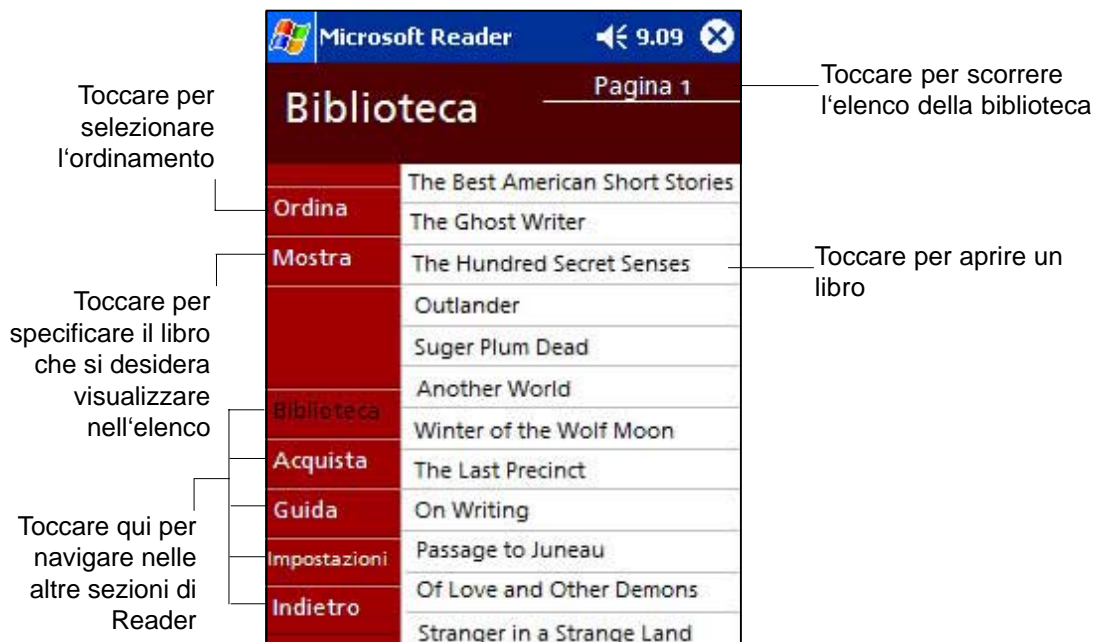 Microsoft Reader 9.09
Biblioteca
Pagina 1
Toccare per scorrere
l‘elenco della biblioteca
Toccare per
selezionare
l‘ordinamento
Ordina
Mostra
Toccare per
specificare il libro
che si desidera
visualizzare
nell‘elenco
Biblioteca
Acquista
Guida
Impostazioni
Indietro
Toccare qui per
navigare nelle
altre sezioni di
Reader
The Best American Short Stories
The Ghost Writer
The Hundred Secret Senses
Outlander
Suger Plum Dead
Another World
Winter of the Wolf Moon
The Last Precinct
On Writing
Passage to Juneau
Of Love and Other Demons
Stranger in a Strange Land
Toccare per aprire un
libro